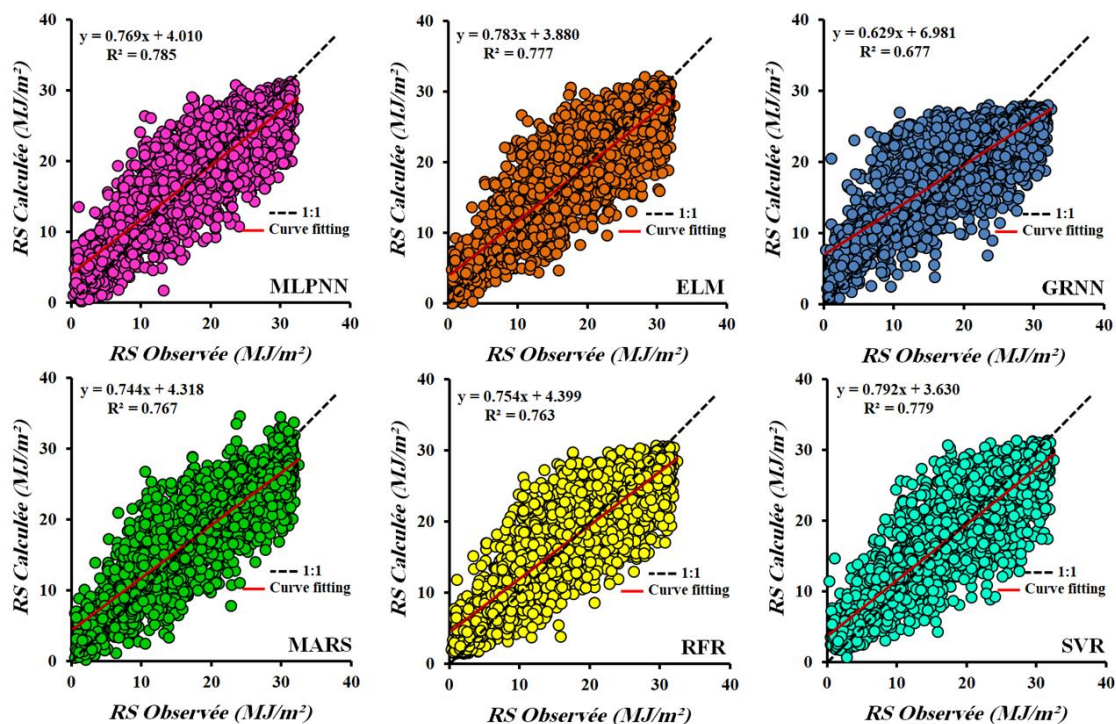 y = 0.769x + 4.010
R² = 0.785
RS Calculée (MJ/m²)
40
30
20
10
0
1:1
Curve fitting
MLPNN
0 10 20 30 40
RS Observée (MJ/m²)
y = 0.783x + 3.880
R² = 0.777
RS Calculée (MJ/m²)
40
30
20
10
0
1:1
Curve fitting
ELM
0 10 20 30 40
RS Observée (MJ/m²)
y = 0.629x + 6.981
R² = 0.677
RS Calculée (MJ/m²)
40
30
20
10
0
1:1
Curve fitting
GRNN
0 10 20 30 40
RS Observée (MJ/m²)
y = 0.744x + 4.318
R² = 0.767
RS Calculée (MJ/m²)
40
30
20
10
0
1:1
Curve fitting
MARS
0 10 20 30 40
RS Observée (MJ/m²)
y = 0.754x + 4.399
R² = 0.763
RS Calculée (MJ/m²)
40
30
20
10
0
1:1
Curve fitting
RFR
0 10 20 30 40
RS Observée (MJ/m²)
y = 0.792x + 3.630
R² = 0.779
RS Calculée (MJ/m²)
40
30
20
10
0
1:1
Curve fitting
SVR
0 10 20 30 40
RS Observée (MJ/m²)